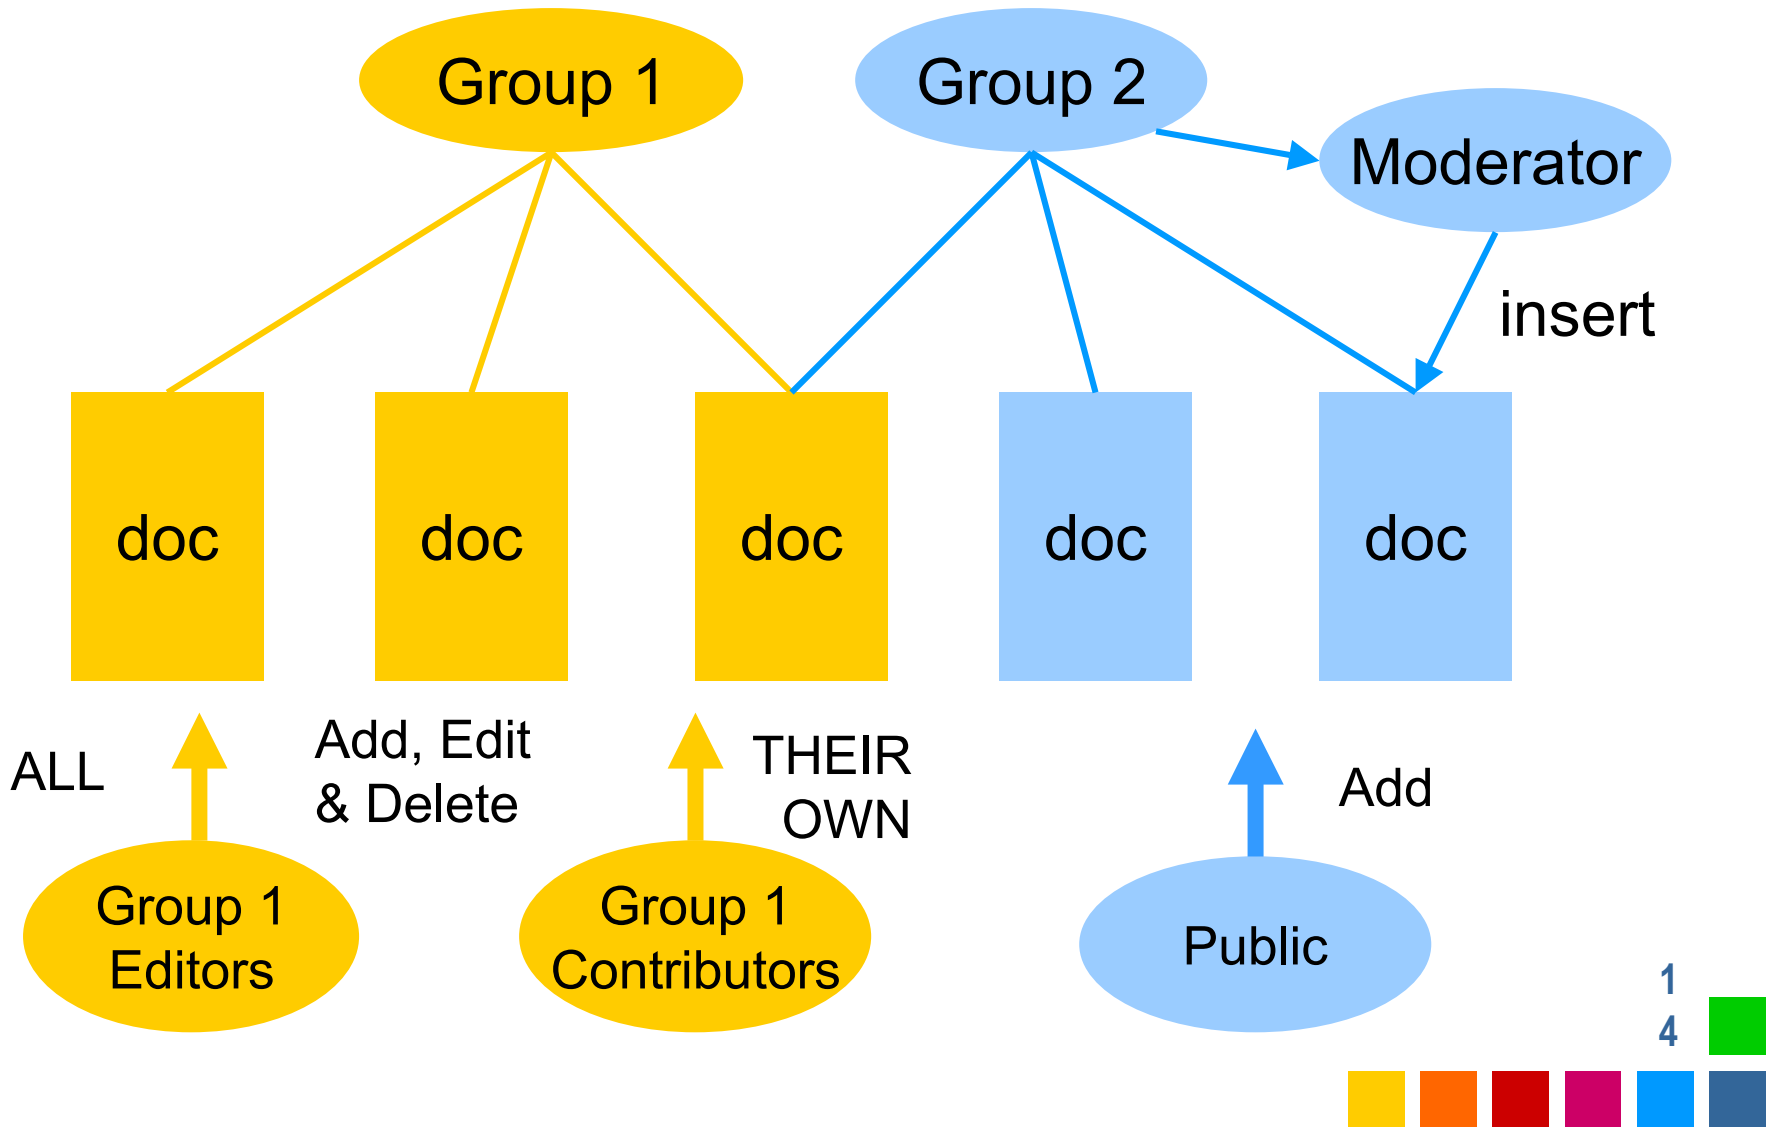 Group 1
Group 2
Moderator
insert
doc
doc
doc
doc
doc
ALL
Add, Edit
& Delete
THEIR
OWN
Add
Group 1
Editors
Group 1
Contributors
Public
1
4